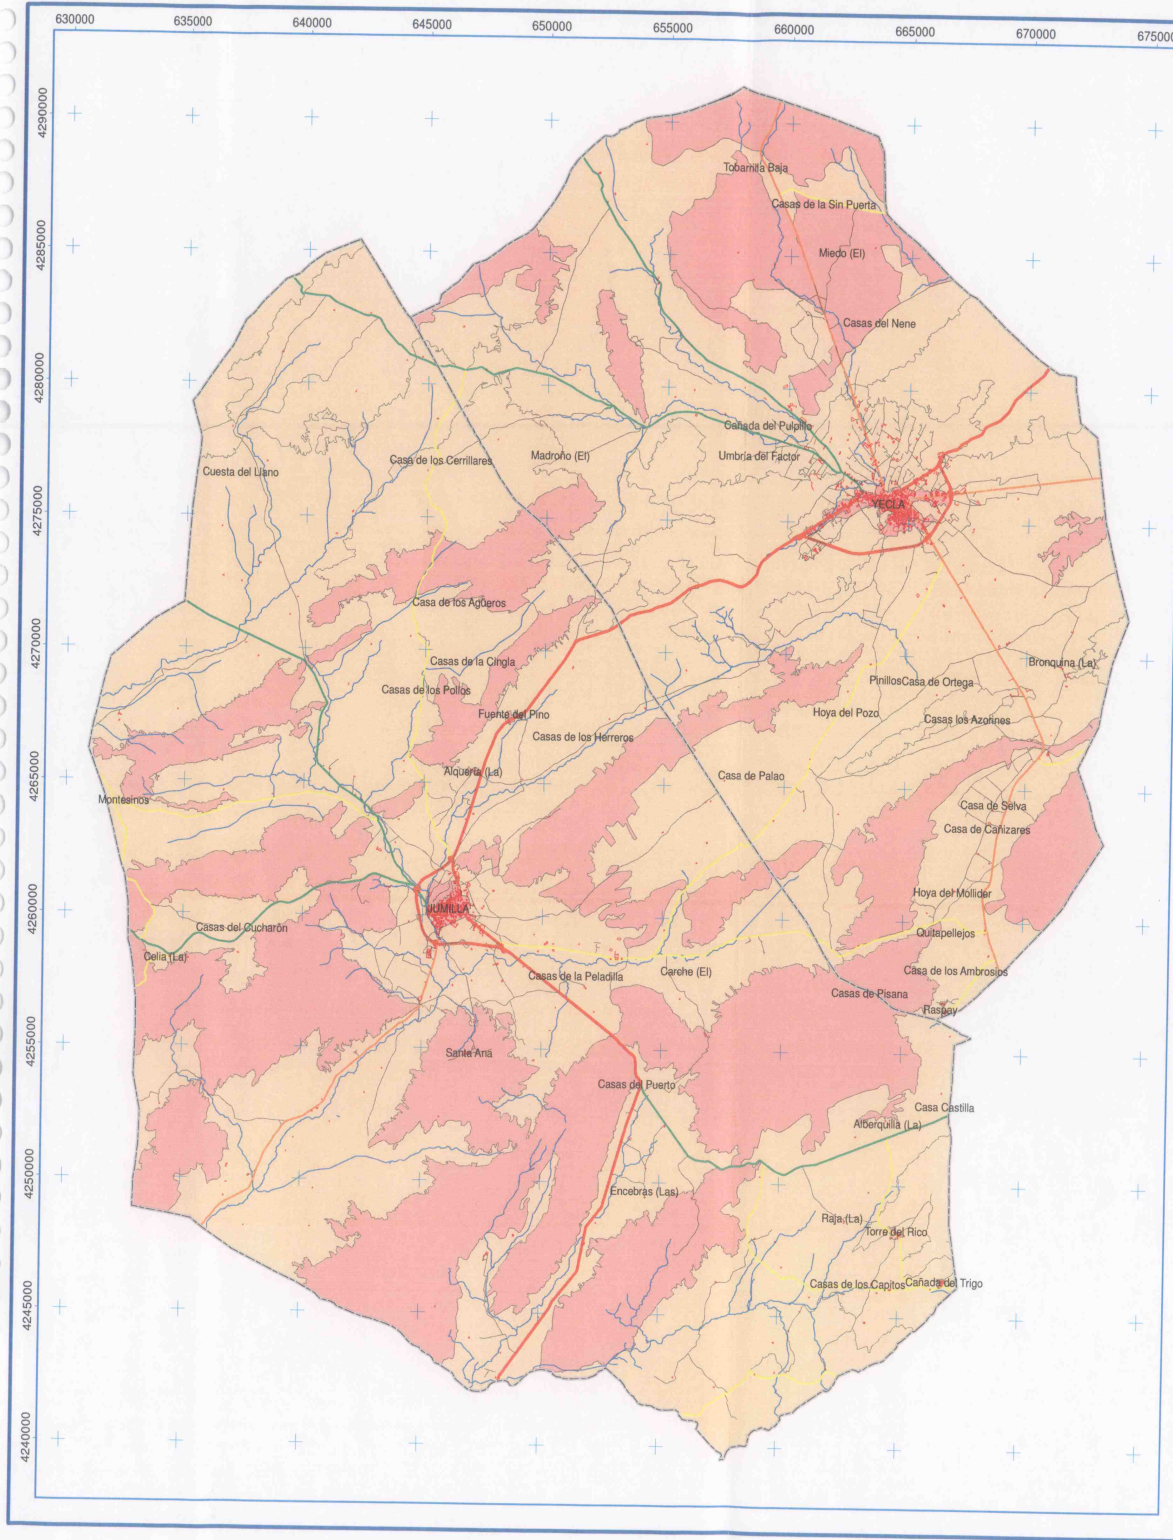 630000 635000 640000 645000 650000 655000 660000 665000 670000 675000
4290000
4285000
4280000
4275000
4270000
4265000
4260000
4255000
4250000
4245000
4240000
Tobarrilla Baja
Casas de la Sin Puerta
Miedo (El)
Casas del Nene
Cañada del Pulpillo
Madroño (El)
Umbría del Factor
Casa de los Cerrillares
Cuesta del Llano
YECLA
Casa de los Agüeros
Casas de la Cingla
Bronquina (La)
Pinillos
Casa de Ortega
Casas de los Pollos
Fuente del Pino
Hoya del Pozo
Casas los Azorines
Casas de los Herreros
Alquería (La)
Casa de Palao
Montesinos
Casa de Selva
Casa de Cañizares
Hoya del Mollider
JUMILLA
Casas del Cucharón
Quitapellejos
Celia (La)
Casas de la Peladilla
Carche (El)
Casa de los Ambrosios
Casas de Pisana
Raspay
Santa Ana
Casas del Puerto
Casa Castilla
Alberquilla (La)
Encebras (Las)
Raja (La)
Torre del Rico
Casas de los Capitos
Cañada del Trigo